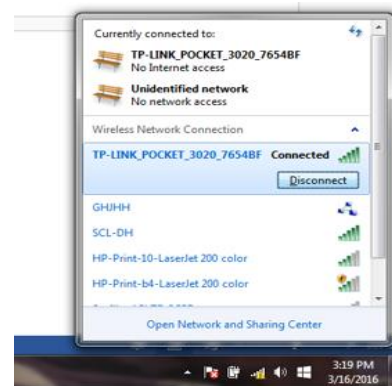 Currently connected to:
TP-LINK_POCKET_3020_7654BF
No Internet access
Unidentified network
No network access
Wireless Network Connection
TP-LINK_POCKET_3020_7654BF Connected
Disconnect
GHJHH
SCL-DH
HP-Print-10-LaserJet 200 color
HP-Print-b4-LaserJet 200 color
Open Network and Sharing Center
3:19 PM
3/16/2016